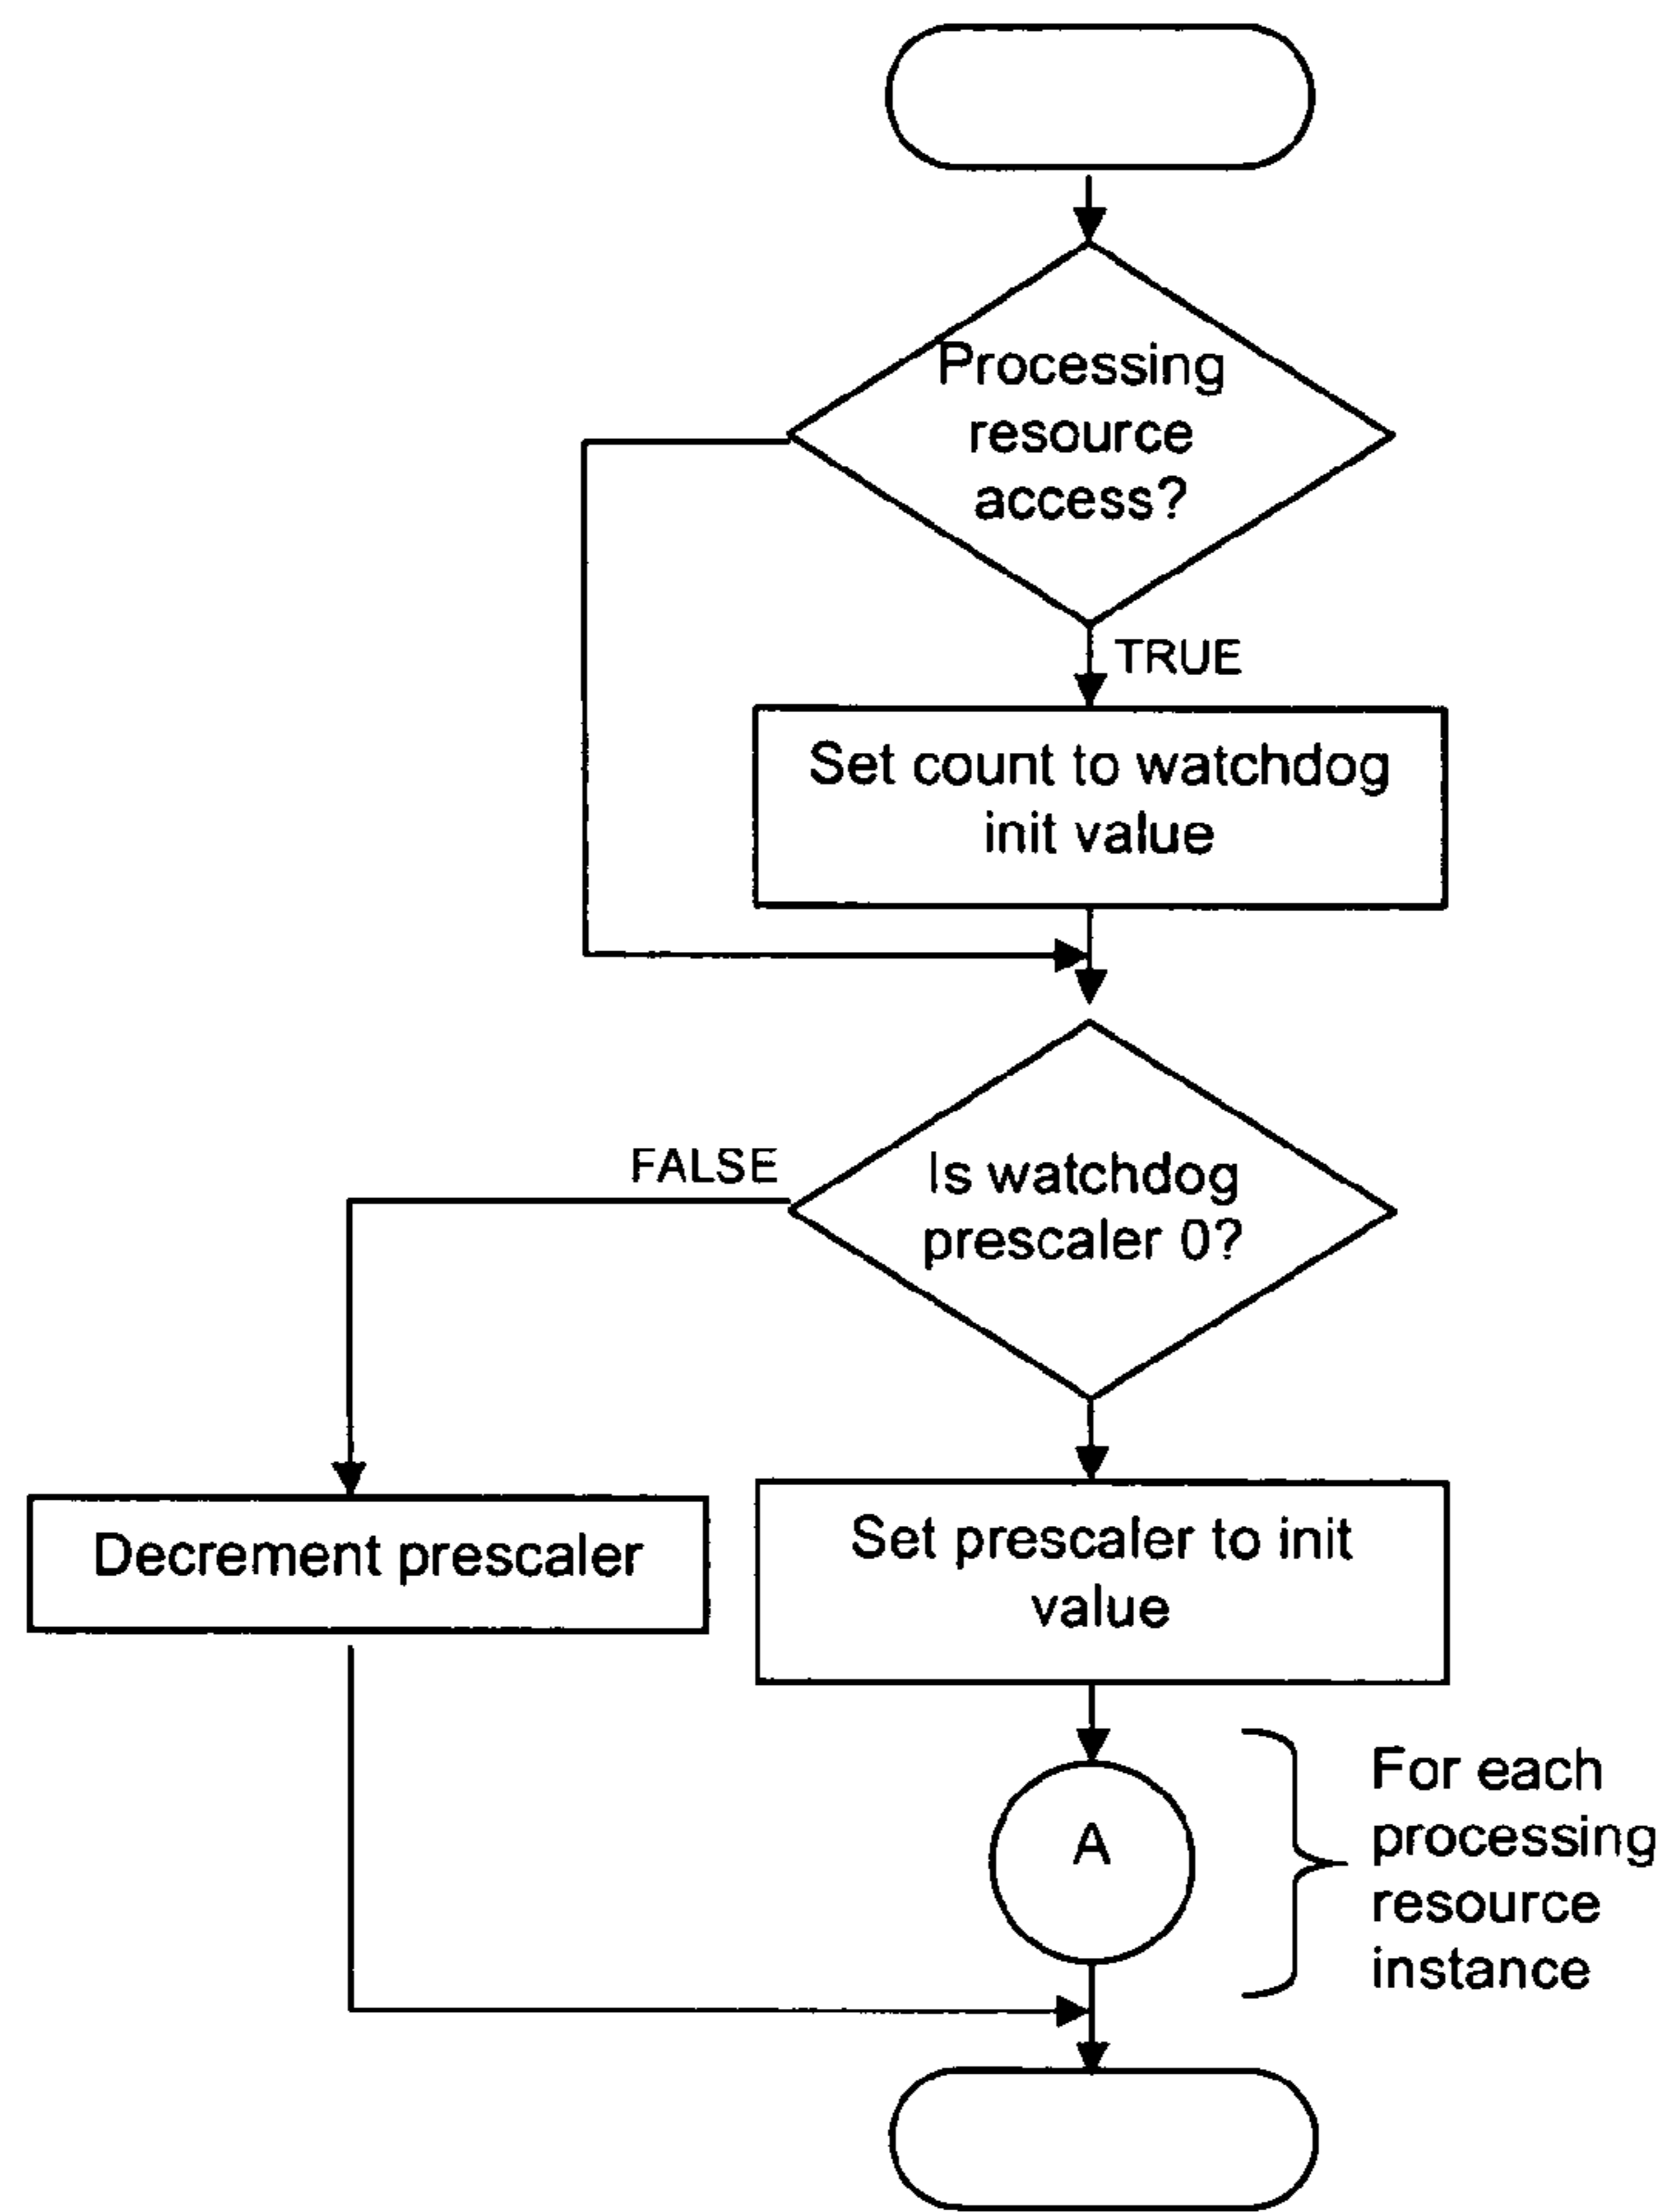 Processing
resource
access?
TRUE
Set count to watchdog
init value
FALSE
Is watchdog
prescaler 0?
Decrement prescaler
Set prescaler to init
value
A
For each
processing
resource
instance